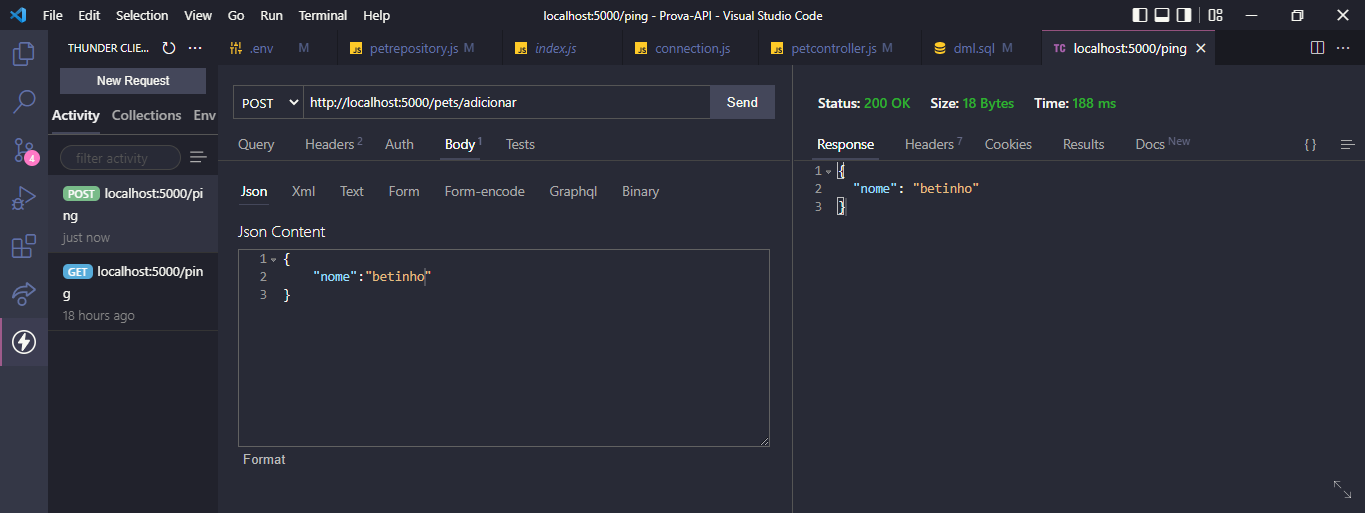 File Edit Selection View Go Run Terminal Help localhost:5000/ping - Prova-API - Visual Studio Code
THUNDER CLIE... ···
.env M petrepository.js M index.js connection.js petcontroller.js M dml.sql M TC localhost:5000/ping
New Request
Activity Collections Env
filter activity
POST localhost:5000/pi
ng
just now
GET localhost:5000/pin
g
18 hours ago
4
POST http://localhost:5000/pets/adicionar Send
Query Headers 2 Auth Body 1 Tests
Json Xml Text Form Form-encode Graphql Binary
Json Content
1 {
2 "nome":"betinho"
3 }
Format
Status: 200 OK Size: 18 Bytes Time: 188 ms
Response Headers 7 Cookies Results Docs New {}
1 {
2 "nome": "betinho"
3 }